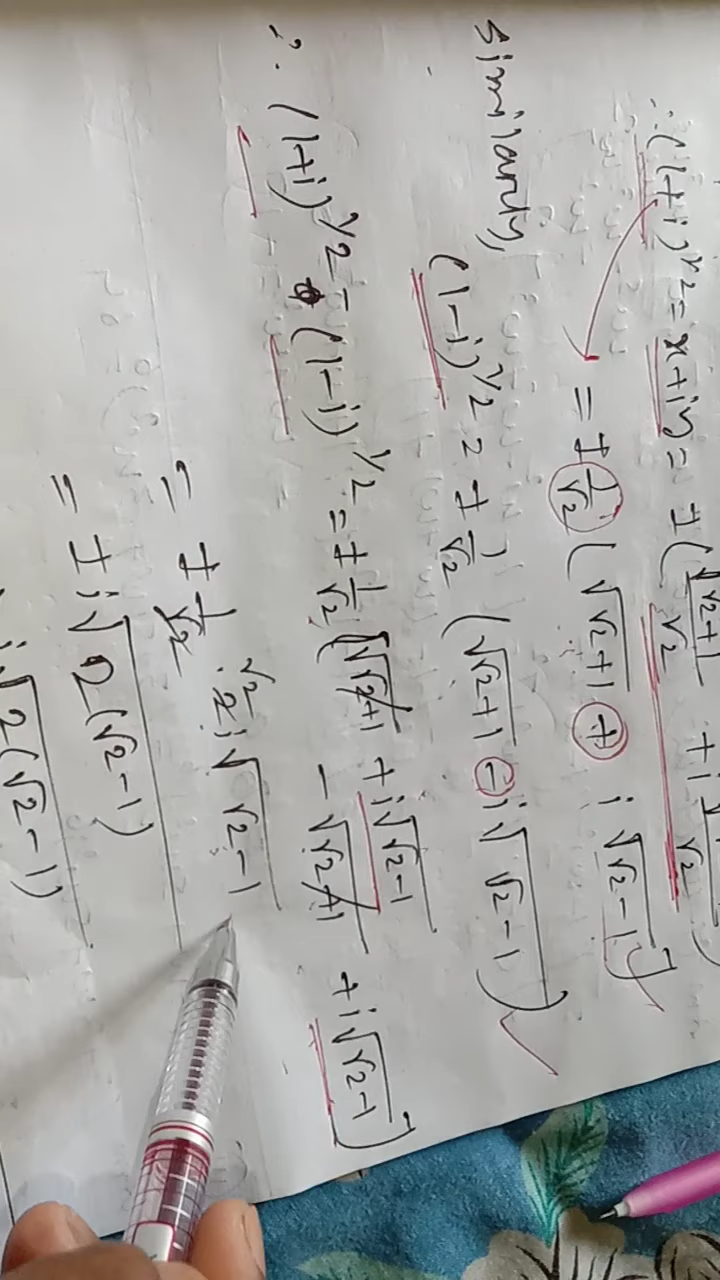 ∴ (1+i)^1/2 = x+iy = ±(√(√2+1)/√2 + i√
= ± 1/√2 (√(√2+1) + i√(√2-1))
similarly,
(1-i)^1/2 = ± 1/√2 (√(√2+1) - i√(√2-1))
∴ (1+i)^1/2 - (1-i)^1/2 = ± 1/√2 (√(√2+1) + i√(√2-1)
- √(√2+1) + i√(√2-1))
= ± 1/√2 · √2 2 i√(√2-1)
= ± i√(2(√2-1))
i√(2(√2-1))